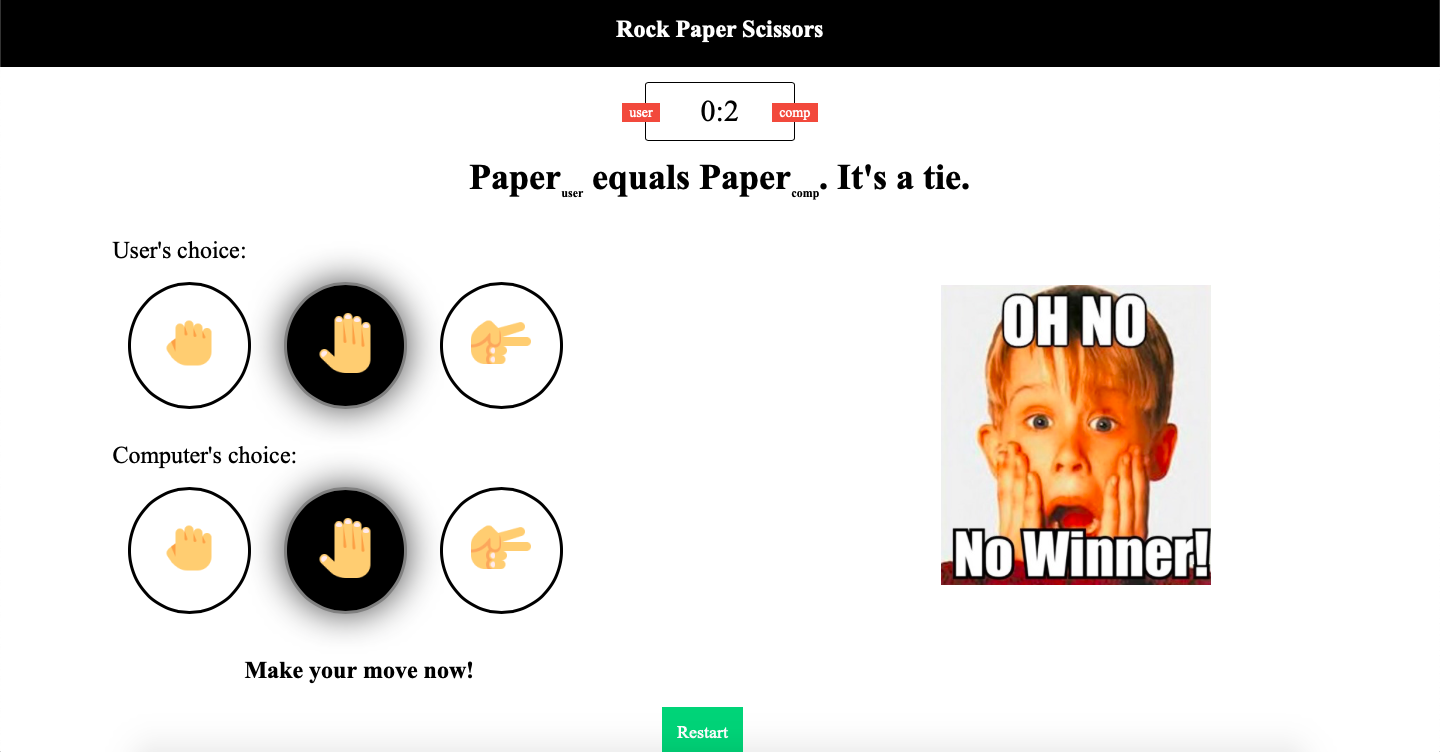 Rock Paper Scissors
user 0:2 comp
Paper user equals Paper comp. It's a tie.
User's choice:
OH NO
No Winner!
Computer's choice:
Make your move now!
Restart